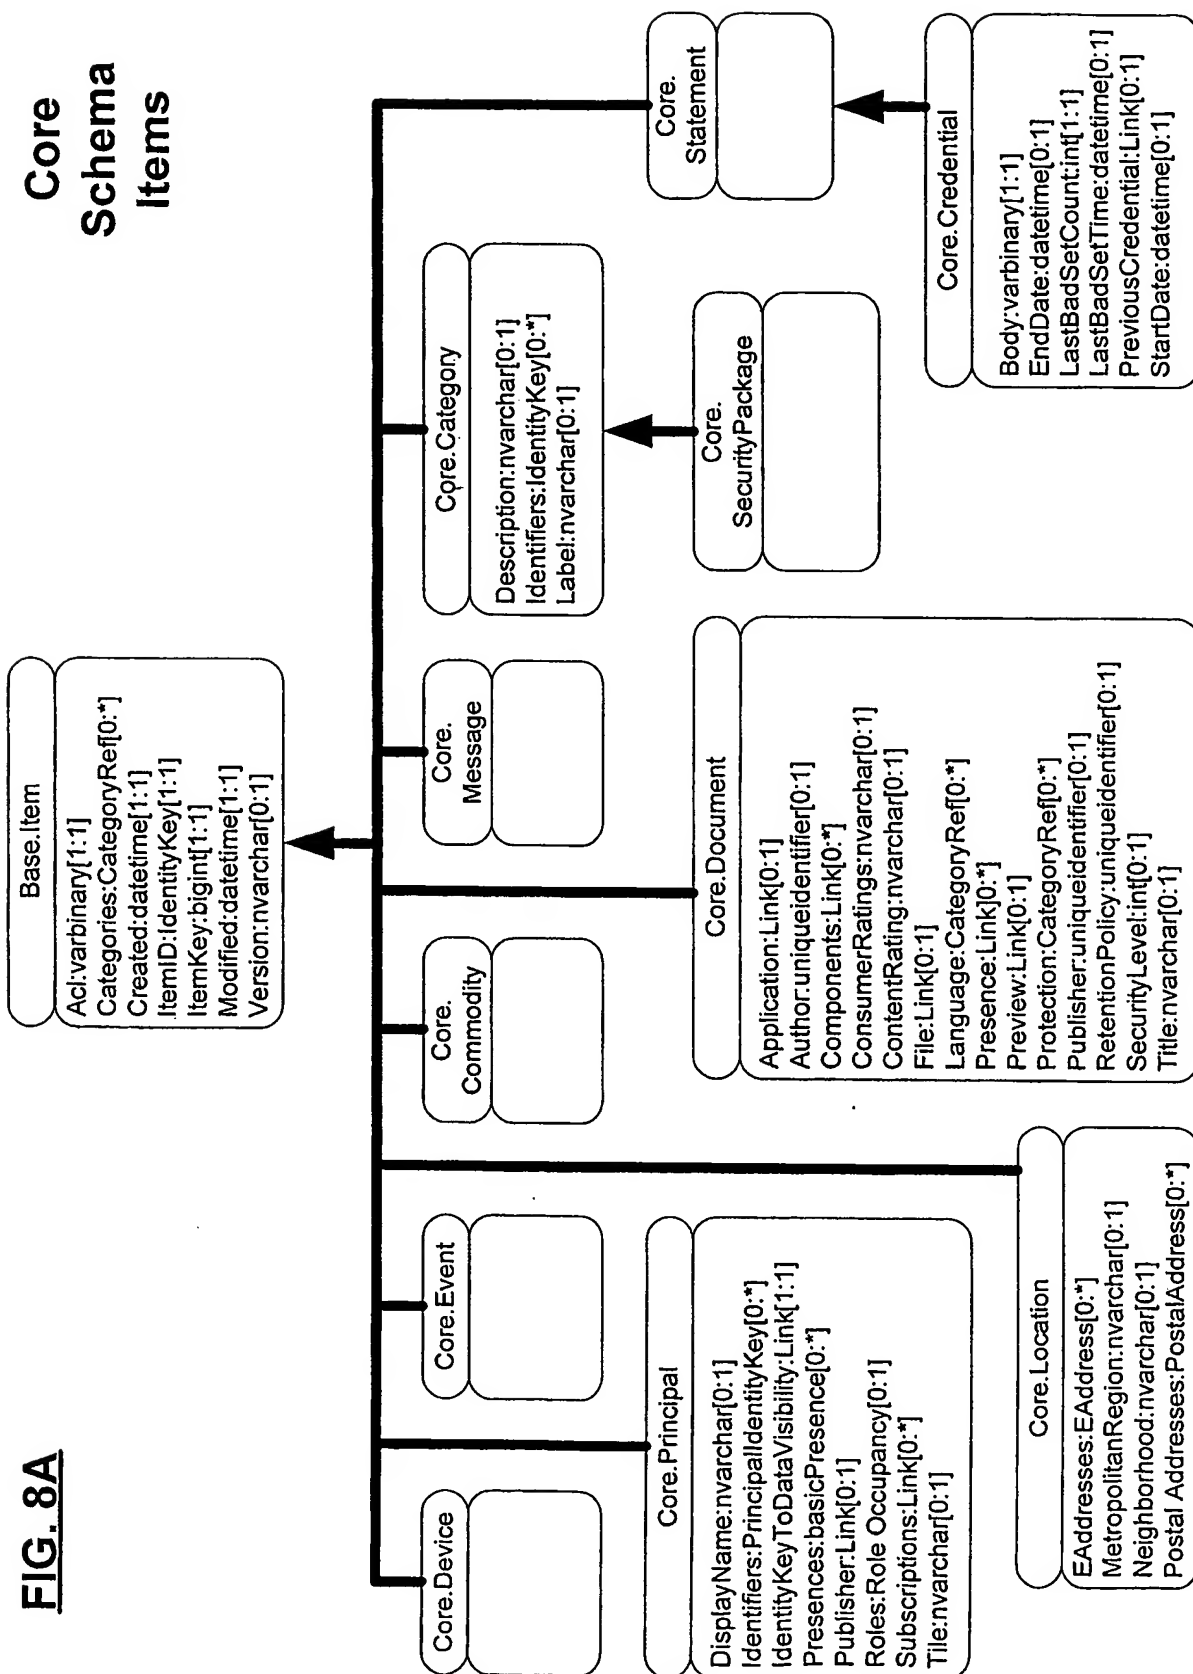 FIG. 8A
Core
Schema
Items
Base.Item
Acl:varbinary[1:1]
Categories:CategoryRef[0:*]
Created:datetime[1:1]
ItemID:IdentityKey[1:1]
ItemKey:bigint[1:1]
Modified:datetime[1:1]
Version:nvarchar[0:1]
Core.Device
Core.Event
Core.
Commodity
Core.
Message
Core.Category
Description:nvarchar[0:1]
Identifiers:IdentityKey[0:*]
Label:nvarchar[0:1]
Core.
Statement
Core.Principal
DisplayName:nvarchar[0:1]
Identifiers:PrincipalIdentityKey[0:*]
IdentityKeyToDataVisibility:Link[1:1]
Presences:basicPresence[0:*]
Publisher:Link[0:1]
Roles:Role Occupancy[0:1]
Subscriptions:Link[0:*]
Tile:nvarchar[0:1]
Core.Document
Application:Link[0:1]
Author:uniqueidentifier[0:1]
Components:Link[0:*]
ConsumerRatings:nvarchar[0:1]
ContentRating:nvarchar[0:1]
File:Link[0:1]
Language:CategoryRef[0:*]
Presence:Link[0:*]
Preview:Link[0:1]
Protection:CategoryRef[0:*]
Publisher:uniqueidentifier[0:1]
RetentionPolicy:uniqueidentifier[0:1]
SecurityLevel:int[0:1]
Title:nvarchar[0:1]
Core.
SecurityPackage
Core.Credential
Body:varbinary[1:1]
EndDate:datetime[0:1]
LastBadSetCount:int[1:1]
LastBadSetTime:datetime[0:1]
PreviousCredential:Link[0:1]
StartDate:datetime[0:1]
Core.Location
EAddresses:EAddress[0:*]
MetropolitanRegion:nvarchar[0:1]
Neighborhood:nvarchar[0:1]
Postal Addresses:PostalAddress[0:*]